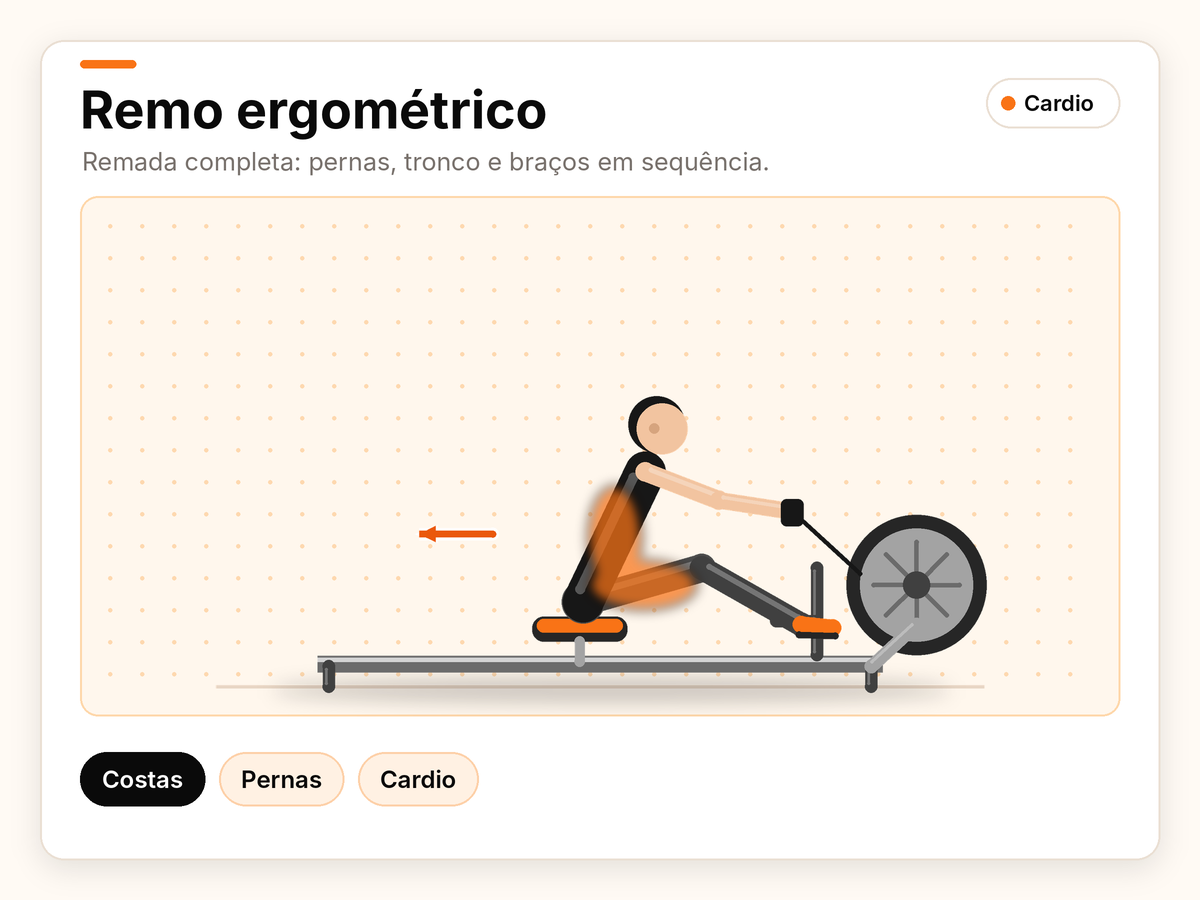 Remo ergométrico
Cardio
Remada completa: pernas, tronco e braços em sequência.
Costas
Pernas
Cardio